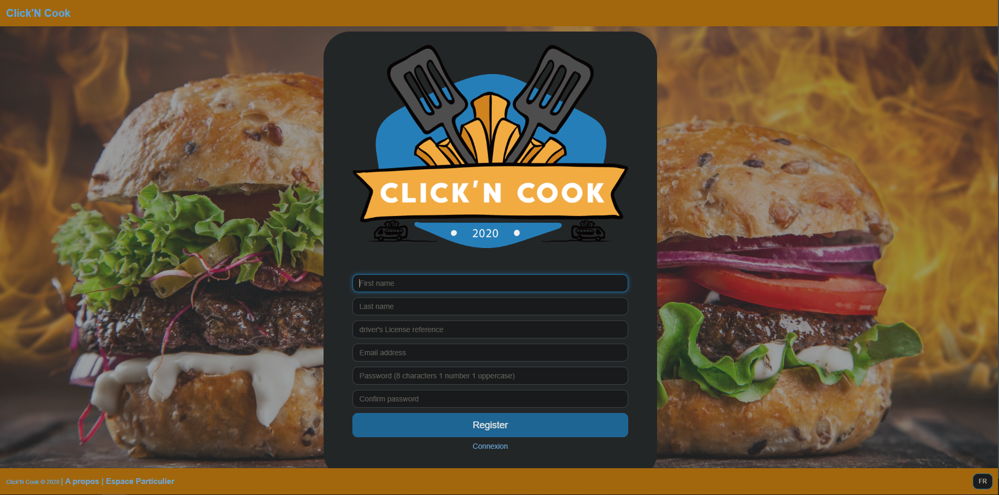 Click'N Cook
CLICK'N COOK
2020
First name
Last name
driver's License reference
Email address
Password (8 characters 1 number 1 uppercase)
Confirm password
Register
Connexion
Click'N Cook © 2020 | A propos | Espace Particulier
FR